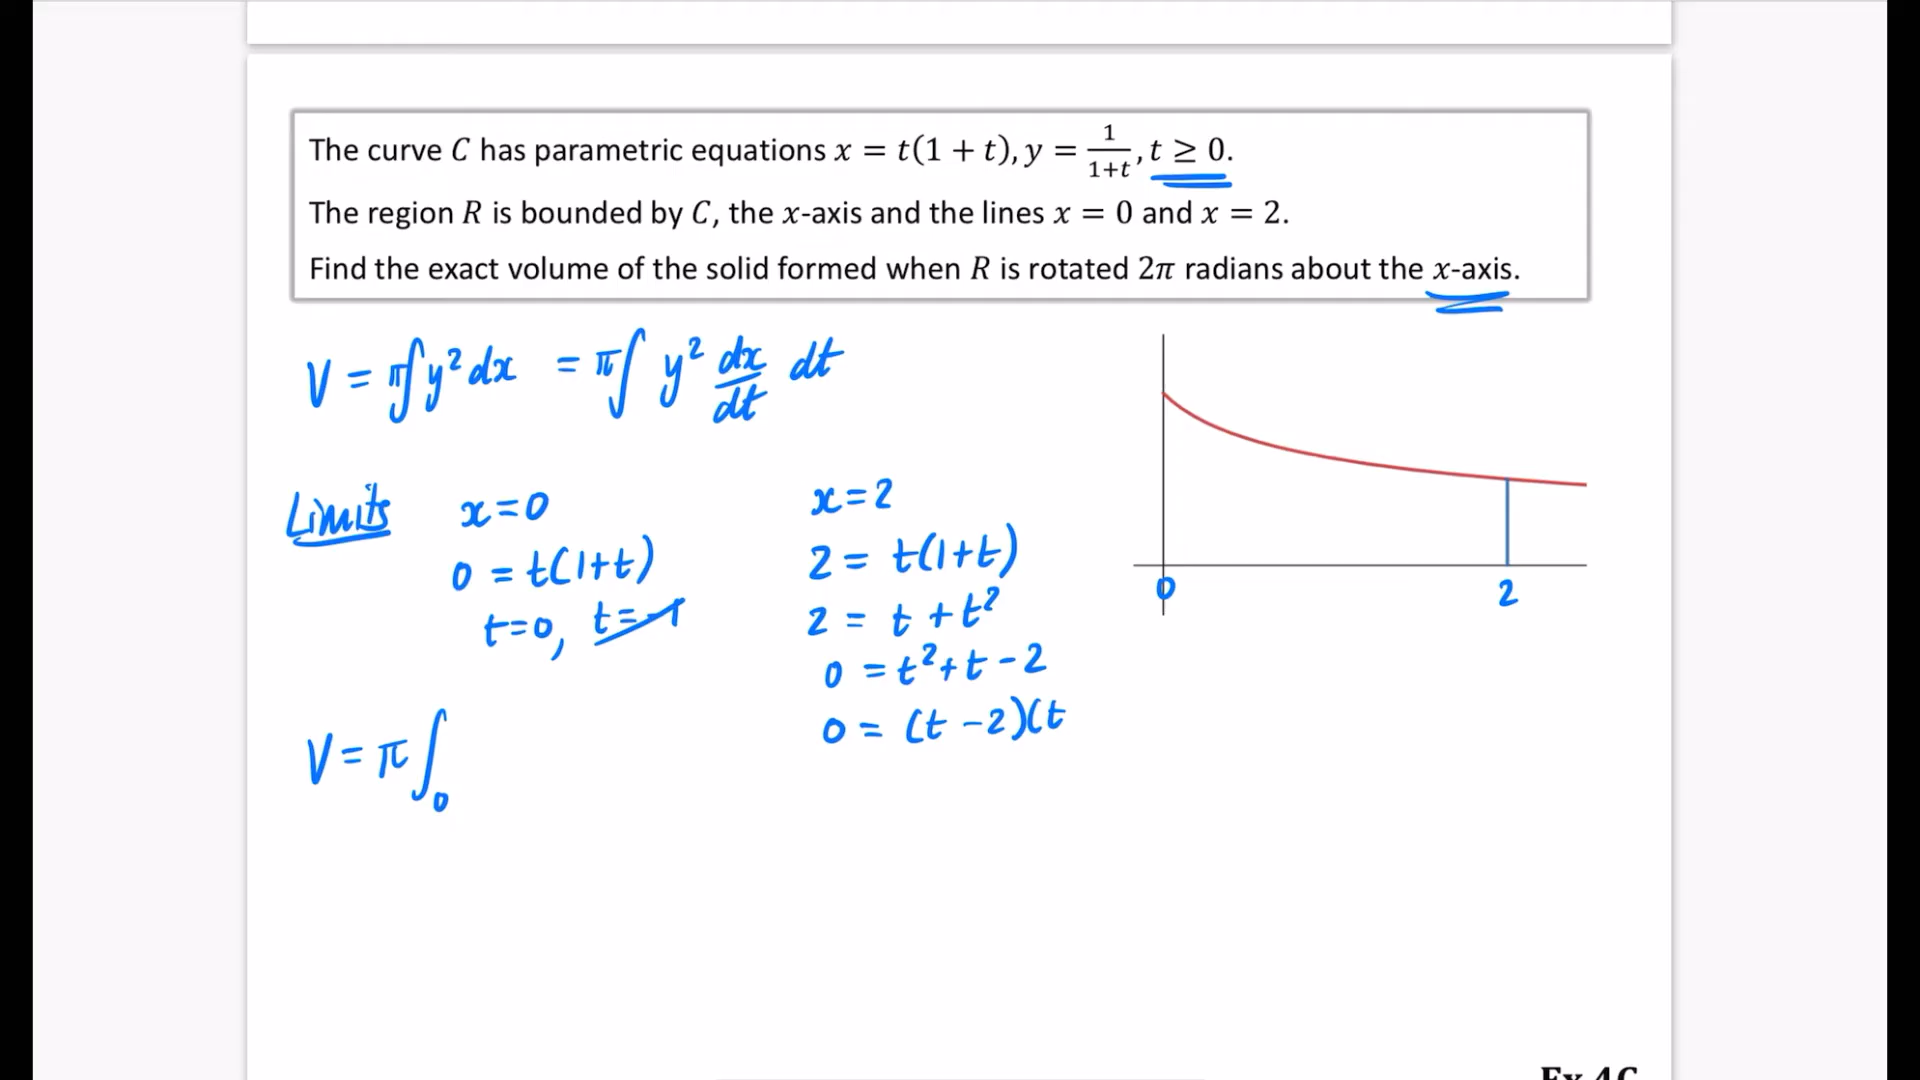 The curve C has parametric equations x = t(1 + t), y = 1/(1+t), t ≥ 0.
The region R is bounded by C, the x-axis and the lines x = 0 and x = 2.
Find the exact volume of the solid formed when R is rotated 2π radians about the x-axis.
V = π∫y² dx = π∫ y² dx/dt dt
Limits
x=0
0 = t(1+t)
t=0, t=-1
x=2
2 = t(1+t)
2 = t + t²
0 = t² + t - 2
0 = (t - 2)(t
V = π∫₀
0
2
Ex 4C